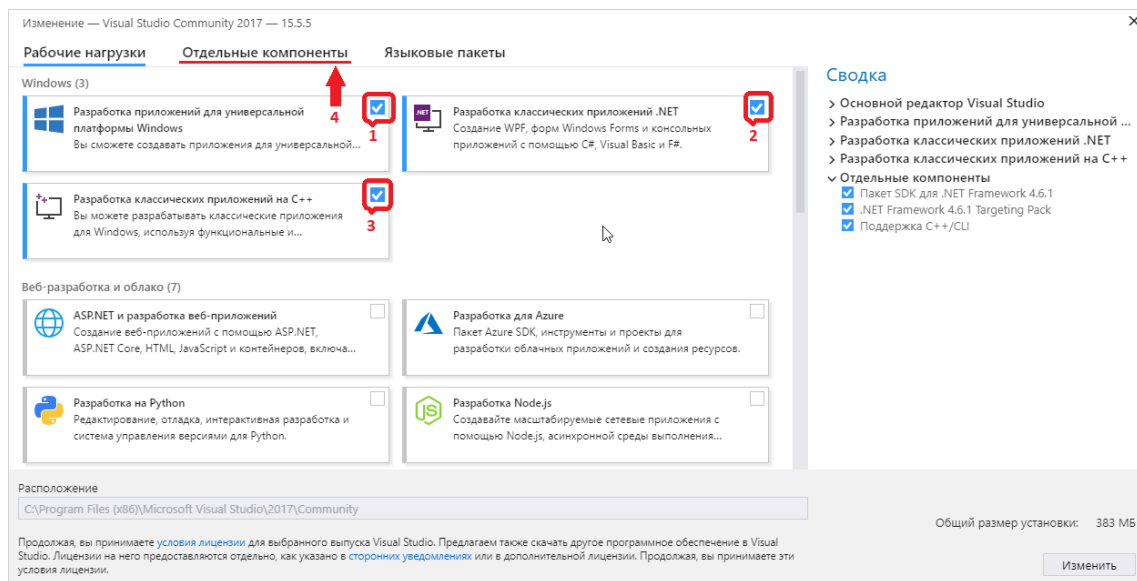 Изменение — Visual Studio Community 2017 — 15.5.5
Рабочие нагрузки Отдельные компоненты Языковые пакеты
Windows (3)
Разработка приложений для универсальной
платформы Windows
Вы сможете создавать приложения для универсальной...
1
4
.NET
Разработка классических приложений .NET
Создание WPF, форм Windows Forms и консольных
приложений с помощью C#, Visual Basic и F#.
2
Разработка классических приложений на C++
Вы можете разрабатывать классические приложения
для Windows, используя функциональные и...
3
Веб-разработка и облако (7)
ASP.NET и разработка веб-приложений
Создание веб-приложений с помощью ASP.NET,
ASP.NET Core, HTML, JavaScript и контейнеров, включа...
Разработка для Azure
Пакет Azure SDK, инструменты и проекты для
разработки облачных приложений и создания ресурсов.
Разработка на Python
Редактирование, отладка, интерактивная разработка и
система управления версиями для Python.
JS
Разработка Node.js
Создавайте масштабируемые сетевые приложения с
помощью Node.js, асинхронной среды выполнения...
Сводка
Основной редактор Visual Studio
Разработка приложений для универсальной ...
Разработка классических приложений .NET
Разработка классических приложений на C++
Отдельные компоненты
Пакет SDK для .NET Framework 4.6.1
.NET Framework 4.6.1 Targeting Pack
Поддержка C++/CLI
Расположение
C:\Program Files (x86)\Microsoft Visual Studio\2017\Community
Продолжая, вы принимаете условия лицензии для выбранного выпуска Visual Studio. Предлагаем также скачать другое программное обеспечение в Visual
Studio. Лицензии на него предоставляются отдельно, как указано в сторонних уведомлениях или в дополнительной лицензии. Продолжая, вы принимаете эти
условия лицензии.
Общий размер установки: 383 МБ
Изменить